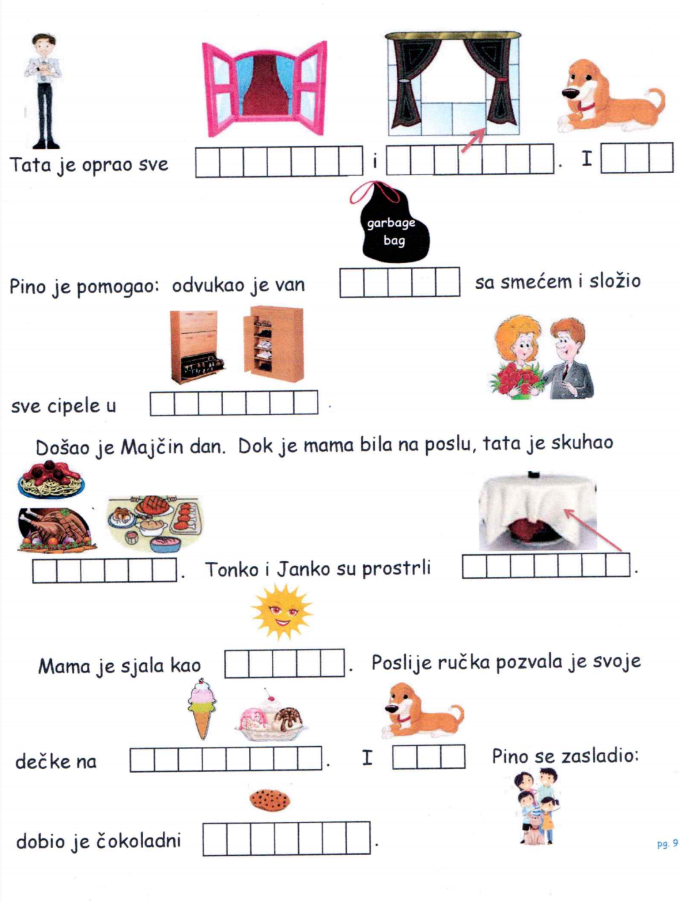 Tata je oprao sve i . I
garbage
bag
Pino je pomogao: odvukao je van sa smećem i složio
sve cipele u .
Došao je Majčin dan. Dok je mama bila na poslu, tata je skuhao
. Tonko i Janko su prostrli .
Mama je sjala kao . Poslije ručka pozvala je svoje
dečke na . I Pino se zasladio:
dobio je čokoladni .
pg. 9